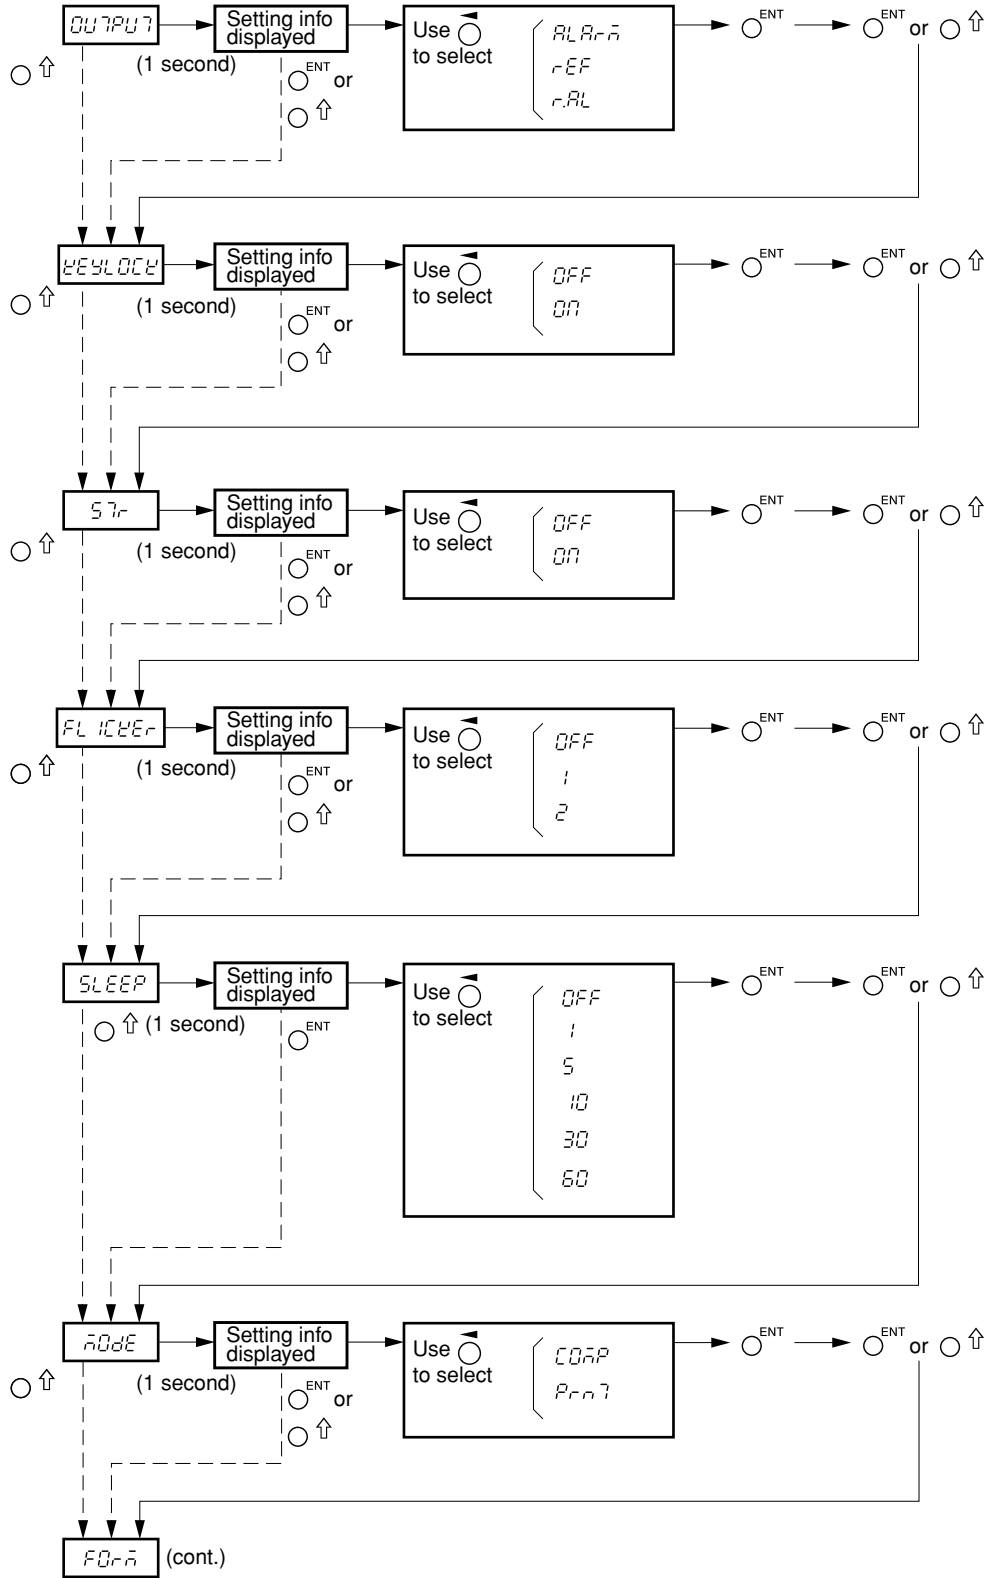 OUTPUT
Setting info
displayed
Use
to select
ALArm
rEF
r.AL
ENT
ENT or
(1 second)
ENT or
KEYLOCK
Setting info
displayed
Use
to select
OFF
ON
ENT
ENT or
(1 second)
ENT or
STr
Setting info
displayed
Use
to select
OFF
ON
ENT
ENT or
(1 second)
ENT or
FLICKEr
Setting info
displayed
Use
to select
OFF
1
2
ENT
ENT or
(1 second)
ENT or
SLEEP
Setting info
displayed
Use
to select
OFF
1
5
10
30
60
ENT
ENT or
(1 second)
ENT
mOdE
Setting info
displayed
Use
to select
COmP
PrnT
ENT
ENT or
(1 second)
ENT or
FOrm (cont.)